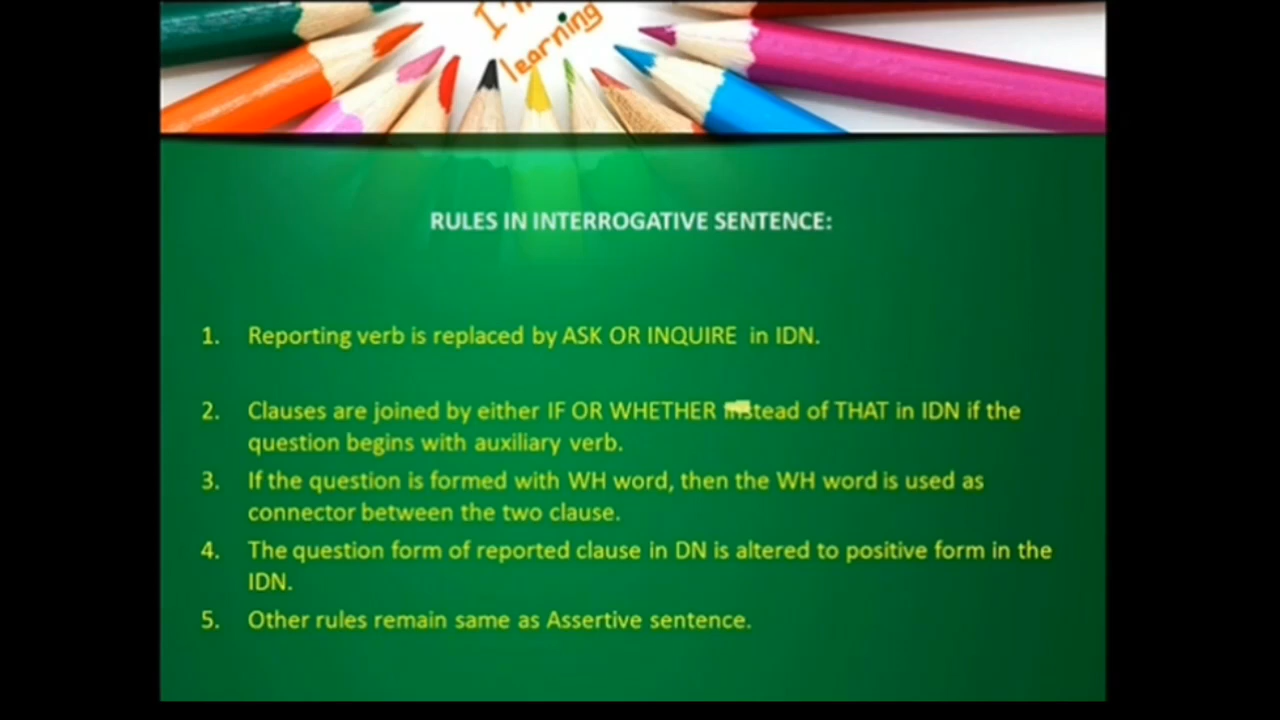 I'm
learning
RULES IN INTERROGATIVE SENTENCE:
1. Reporting verb is replaced by ASK OR INQUIRE in IDN.
2. Clauses are joined by either IF OR WHETHER instead of THAT in IDN if the
question begins with auxiliary verb.
3. If the question is formed with WH word, then the WH word is used as
connector between the two clause.
4. The question form of reported clause in DN is altered to positive form in the
IDN.
5. Other rules remain same as Assertive sentence.